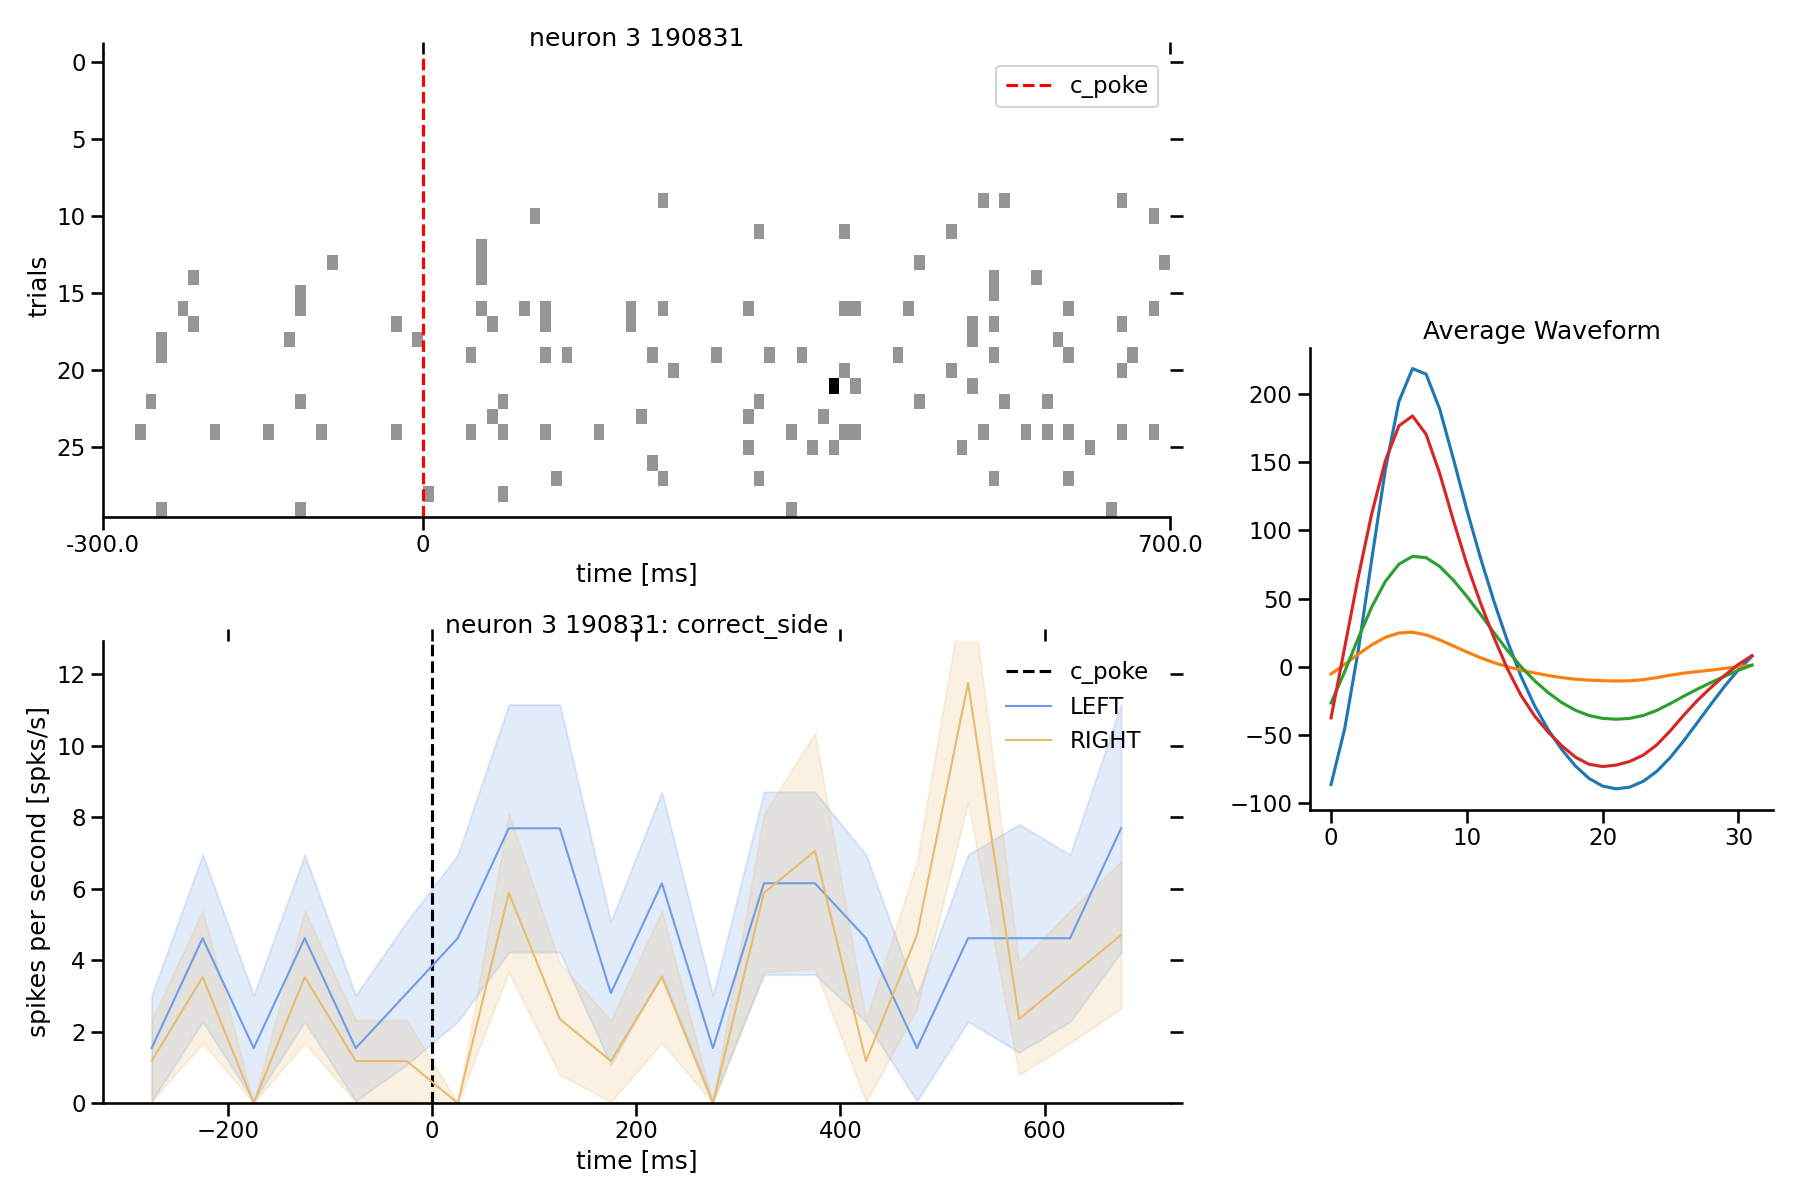 neuron 3 190831
c_poke
0
5
10
15
20
25
trials
-300.0
0
700.0
time [ms]
neuron 3 190831: correct_side
c_poke
LEFT
RIGHT
12
10
8
6
4
2
0
spikes per second [spks/s]
−200
0
200
400
600
time [ms]
Average Waveform
200
150
100
50
0
−50
−100
0
10
20
30